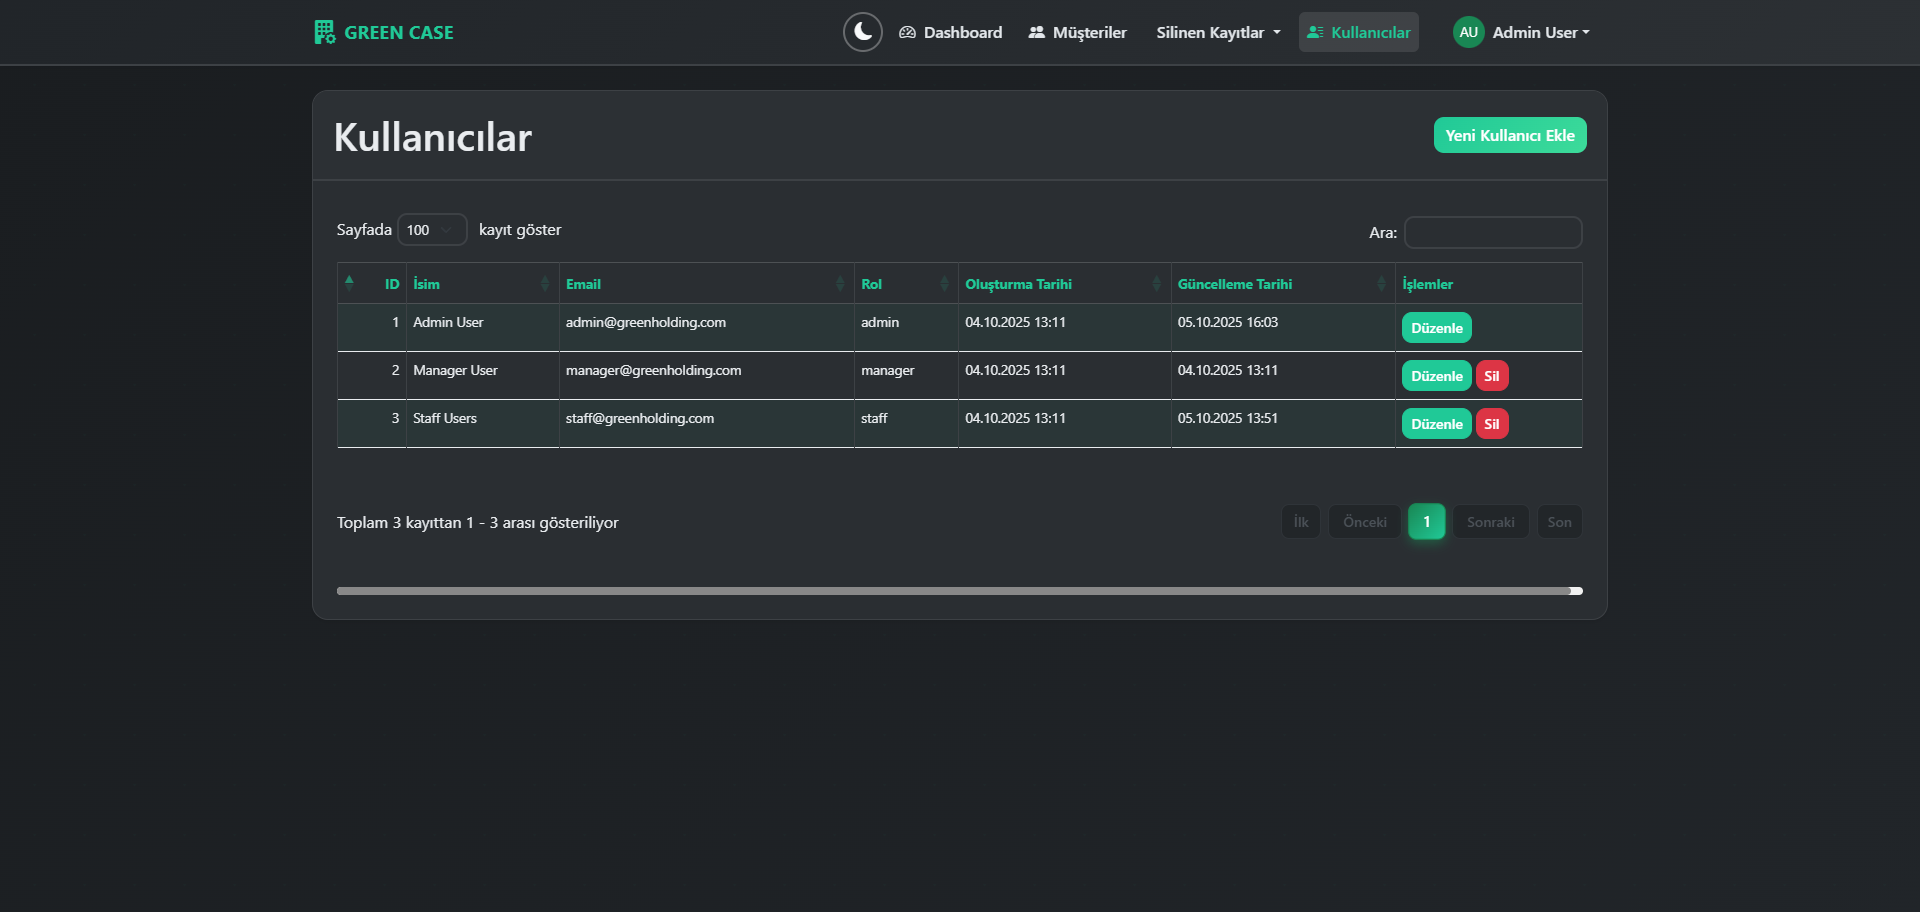 GREEN CASE Dashboard Müşteriler Silinen Kayıtlar Kullanıcılar AU Admin User
Kullanıcılar Yeni Kullanıcı Ekle
Sayfada 100 kayıt göster Ara:
ID İsim Email Rol Oluşturma Tarihi Güncelleme Tarihi İşlemler
1 Admin User admin@greenholding.com admin 04.10.2025 13:11 05.10.2025 16:03 Düzenle
2 Manager User manager@greenholding.com manager 04.10.2025 13:11 04.10.2025 13:11 Düzenle Sil
3 Staff Users staff@greenholding.com staff 04.10.2025 13:11 05.10.2025 13:51 Düzenle Sil
Toplam 3 kayıttan 1 - 3 arası gösteriliyor İlk Önceki 1 Sonraki Son